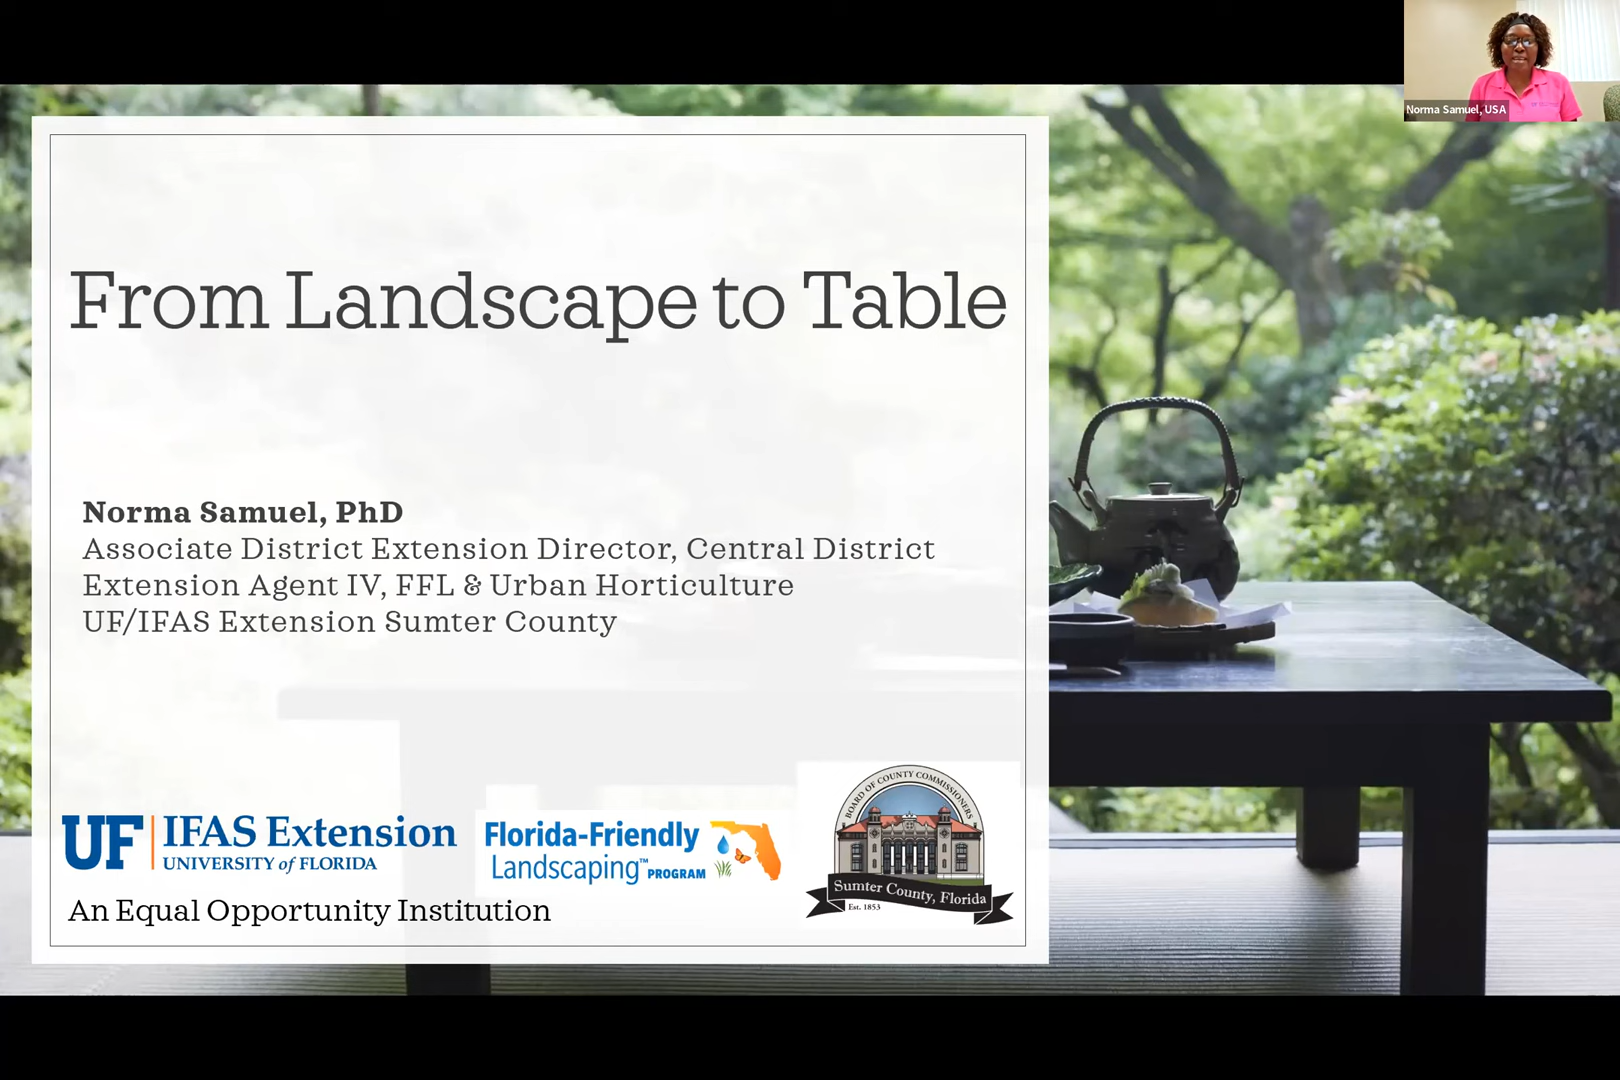 Norma Samuel, USA
From Landscape to Table
Norma Samuel, PhD
Associate District Extension Director, Central District
Extension Agent IV, FFL & Urban Horticulture
UF/IFAS Extension Sumter County
UF IFAS Extension
UNIVERSITY of FLORIDA
Florida-Friendly
Landscaping™ PROGRAM
BOARD OF COUNTY COMMISSIONERS
Sumter County, Florida
Est. 1853
An Equal Opportunity Institution